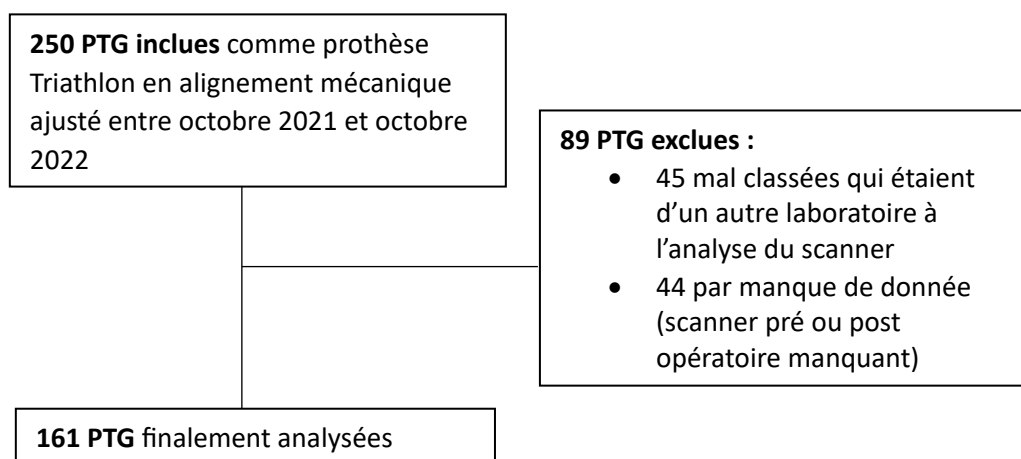 250 PTG inclues comme prothèse
Triathlon en alignement mécanique
ajusté entre octobre 2021 et octobre
2022
89 PTG exclues :
• 45 mal classées qui étaient
d’un autre laboratoire à
l’analyse du scanner
• 44 par manque de donnée
(scanner pré ou post
opératoire manquant)
161 PTG finalement analysées